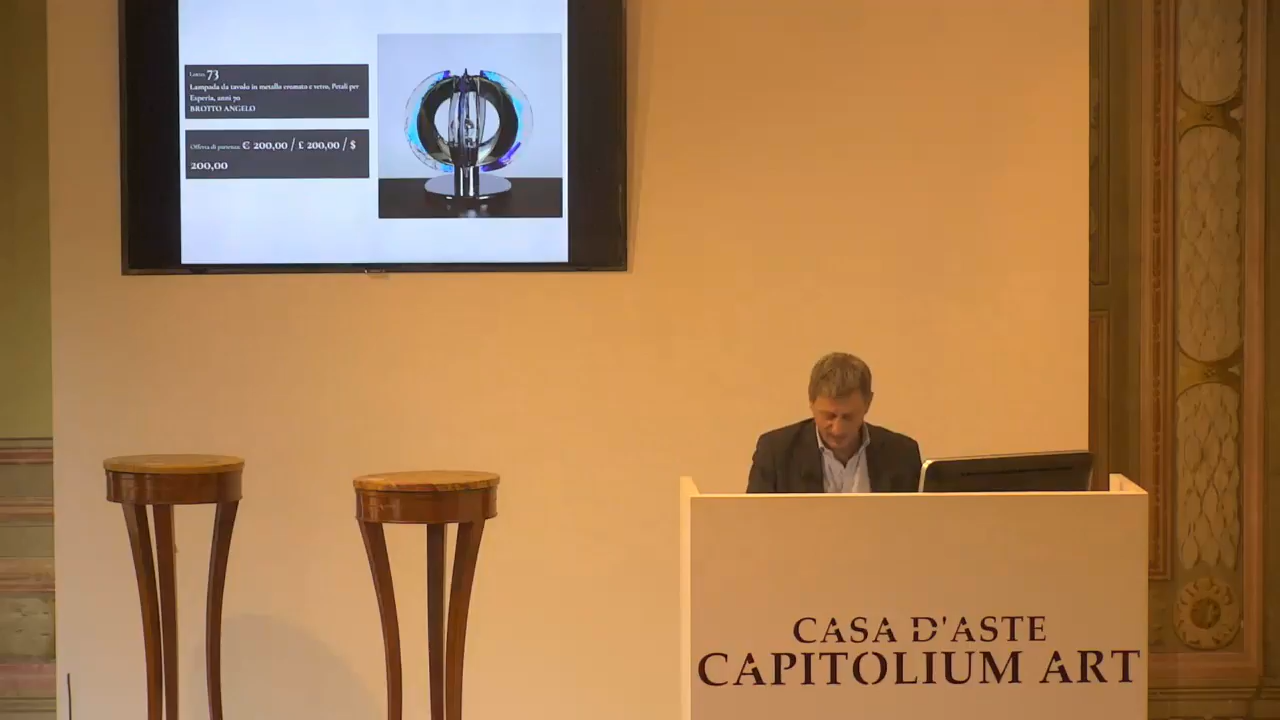 Lotto 73
Lampada da tavolo in metallo cromato e vetro, Petali per
Esperia, anni 70
BROTTO ANGELO
Offerta di partenza: € 200,00 / £ 200,00 / $
200,00
CASA D'ASTE
CAPITOLIUM ART